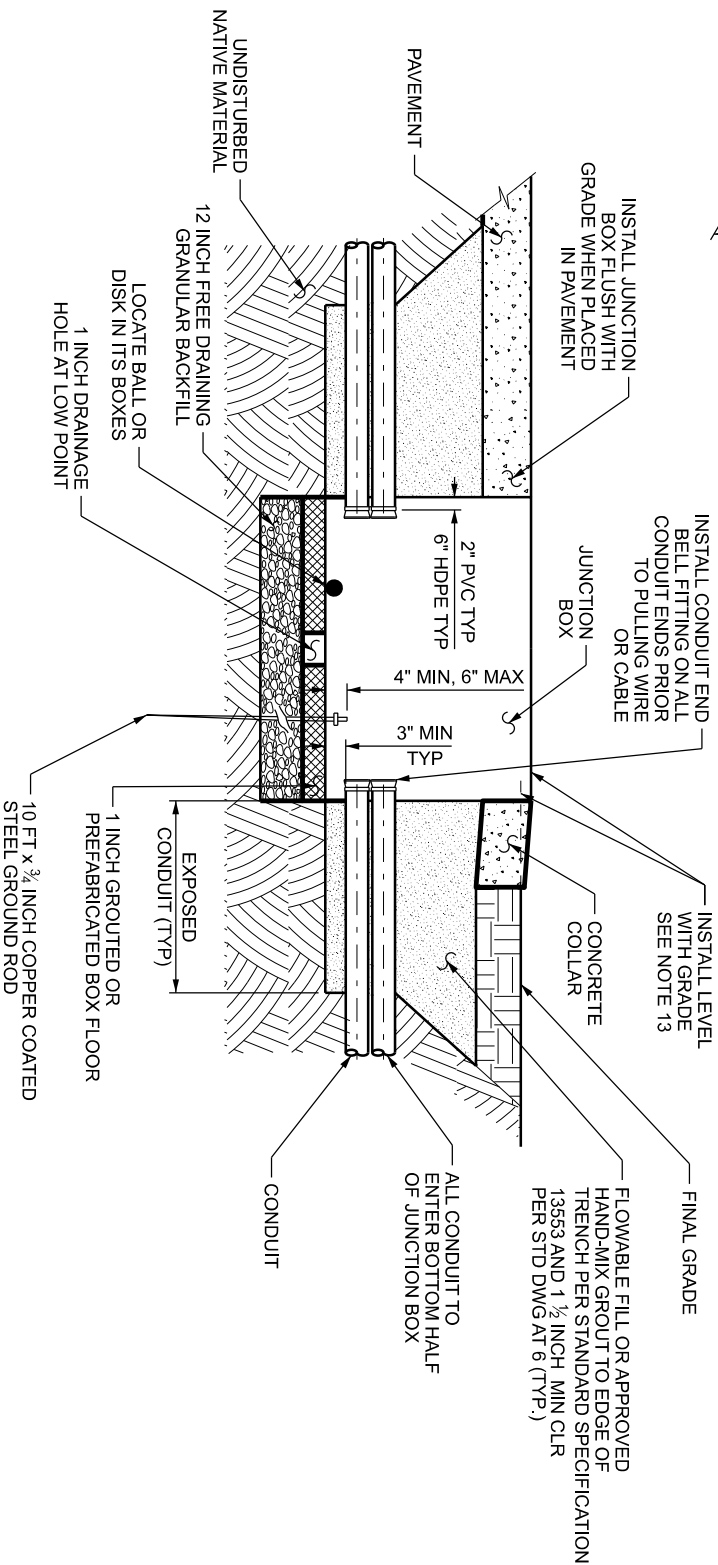 INSTALL JUNCTION
BOX FLUSH WITH
GRADE WHEN PLACED
IN PAVEMENT
PAVEMENT
UNDISTURBED
NATIVE MATERIAL
12 INCH FREE DRAINING
GRANULAR BACKFILL
LOCATE BALL OR
DISK IN ITS BOXES
1 INCH DRAINAGE
HOLE AT LOW POINT
INSTALL CONDUIT END
BELL FITTING ON ALL
CONDUIT ENDS PRIOR
TO PULLING WIRE
OR CABLE
JUNCTION
BOX
2" PVC TYP
6" HDPE TYP
4" MIN, 6" MAX
3" MIN
TYP
INSTALL LEVEL
WITH GRADE
SEE NOTE 13
CONCRETE
COLLAR
EXPOSED
CONDUIT (TYP)
1 INCH GROUTED OR
PREFABRICATED BOX FLOOR
10 FT x ¾ INCH COPPER COATED
STEEL GROUND ROD
FINAL GRADE
FLOWABLE FILL OR APPROVED
HAND-MIX GROUT TO EDGE OF
TRENCH PER STANDARD SPECIFICATION
13553 AND 1 ½ INCH MIN CLR
PER STD DWG AT 6 (TYP.)
ALL CONDUIT TO
ENTER BOTTOM HALF
OF JUNCTION BOX
CONDUIT